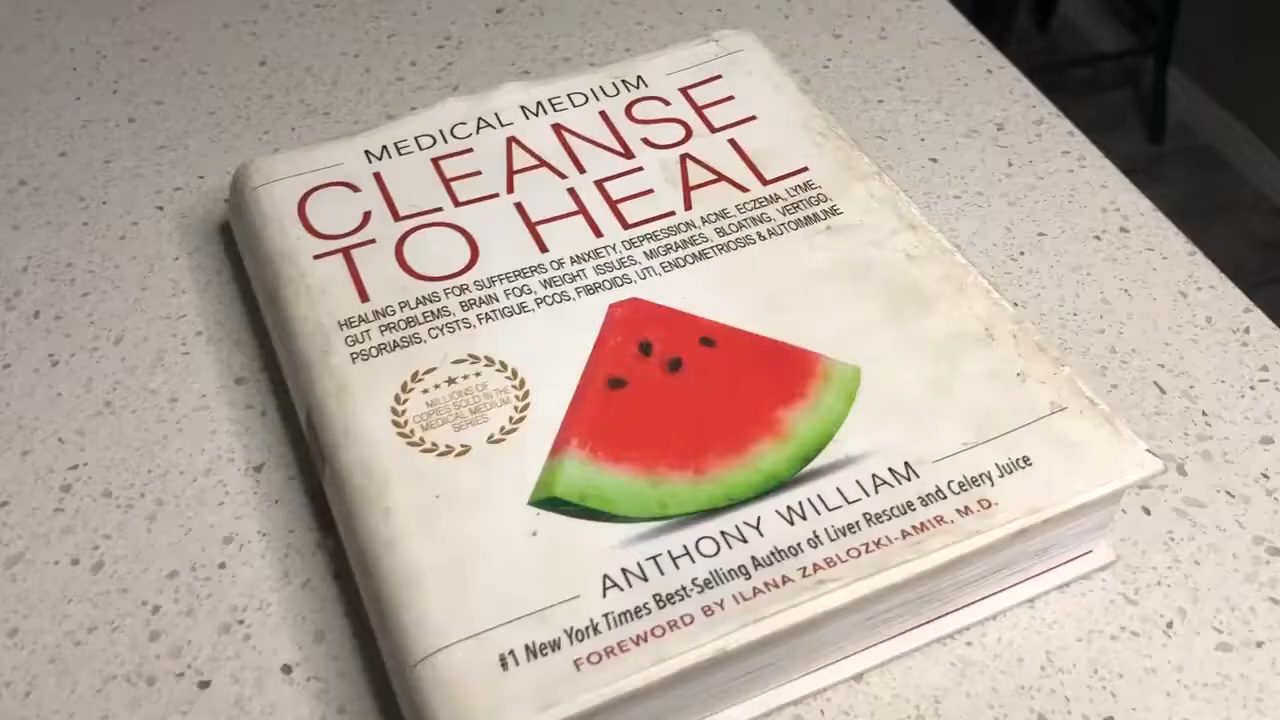 MEDICAL MEDIUM
CLEANSE
TO HEAL
HEALING PLANS FOR SUFFERERS OF ANXIETY, DEPRESSION, ACNE, ECZEMA, LYME,
GUT PROBLEMS, BRAIN FOG, WEIGHT ISSUES, MIGRAINES, BLOATING, VERTIGO,
PSORIASIS, CYSTS, FATIGUE, PCOS, FIBROIDS, UTI, ENDOMETRIOSIS & AUTOIMMUNE
MILLIONS OF
COPIES SOLD IN THE
MEDICAL MEDIUM
SERIES
ANTHONY WILLIAM
#1 New York Times Best-Selling Author of Liver Rescue and Celery Juice
FOREWORD BY ILANA ZABLOZKI-AMIR, M.D.